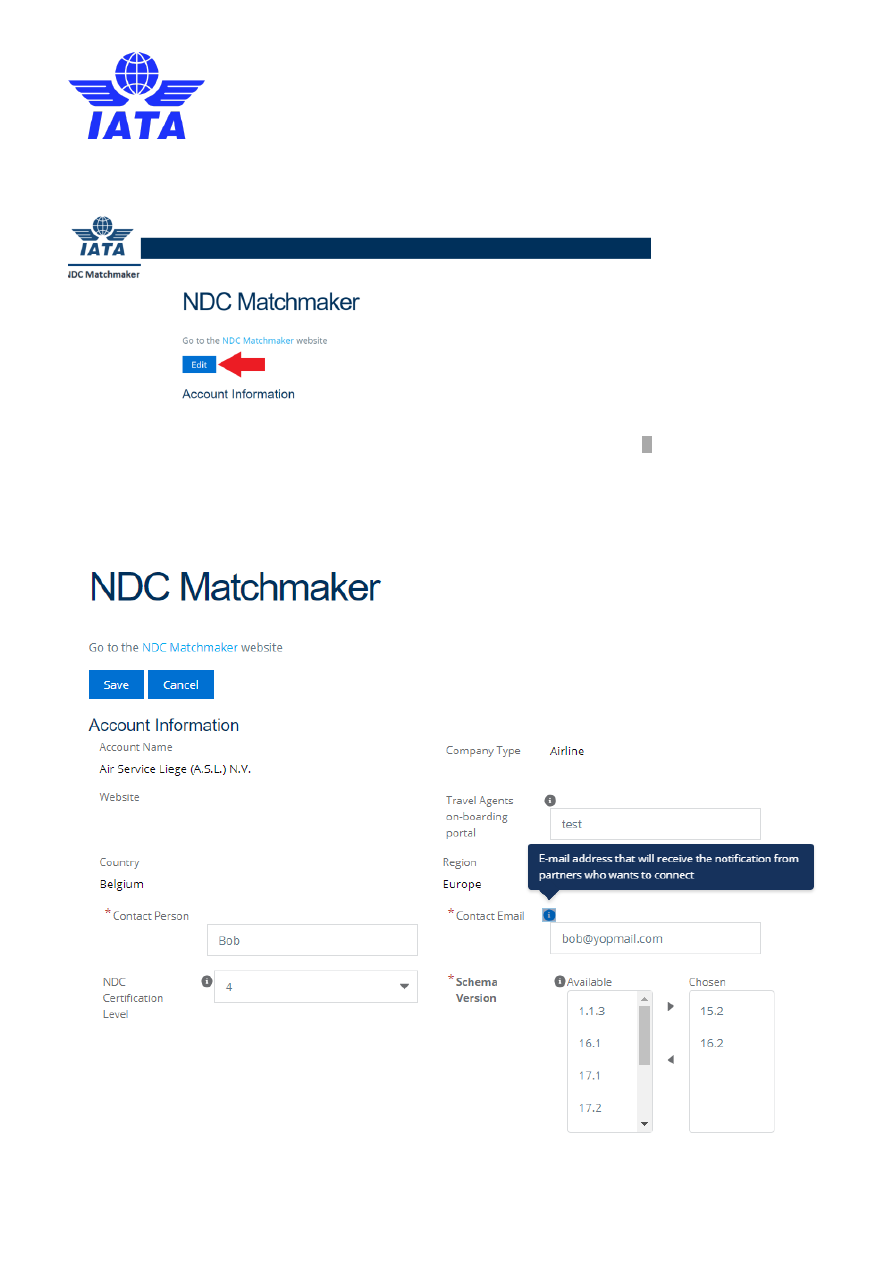 IATA
IATA
NDC Matchmaker
NDC Matchmaker
Go to the NDC Matchmaker website
Edit
Account Information
NDC Matchmaker
Go to the NDC Matchmaker website
Save Cancel
Account Information
Account Name
Air Service Liege (A.S.L.) N.V.
Company Type Airline
Website
Travel Agents
on-boarding
portal
test
Country
Belgium
Region
Europe
E-mail address that will receive the notification from
partners who wants to connect
*Contact Person
Bob
*Contact Email
bob@yopmail.com
NDC
Certification
Level
4
*Schema
Version
Available
1.1.3
16.1
17.1
17.2
Chosen
15.2
16.2